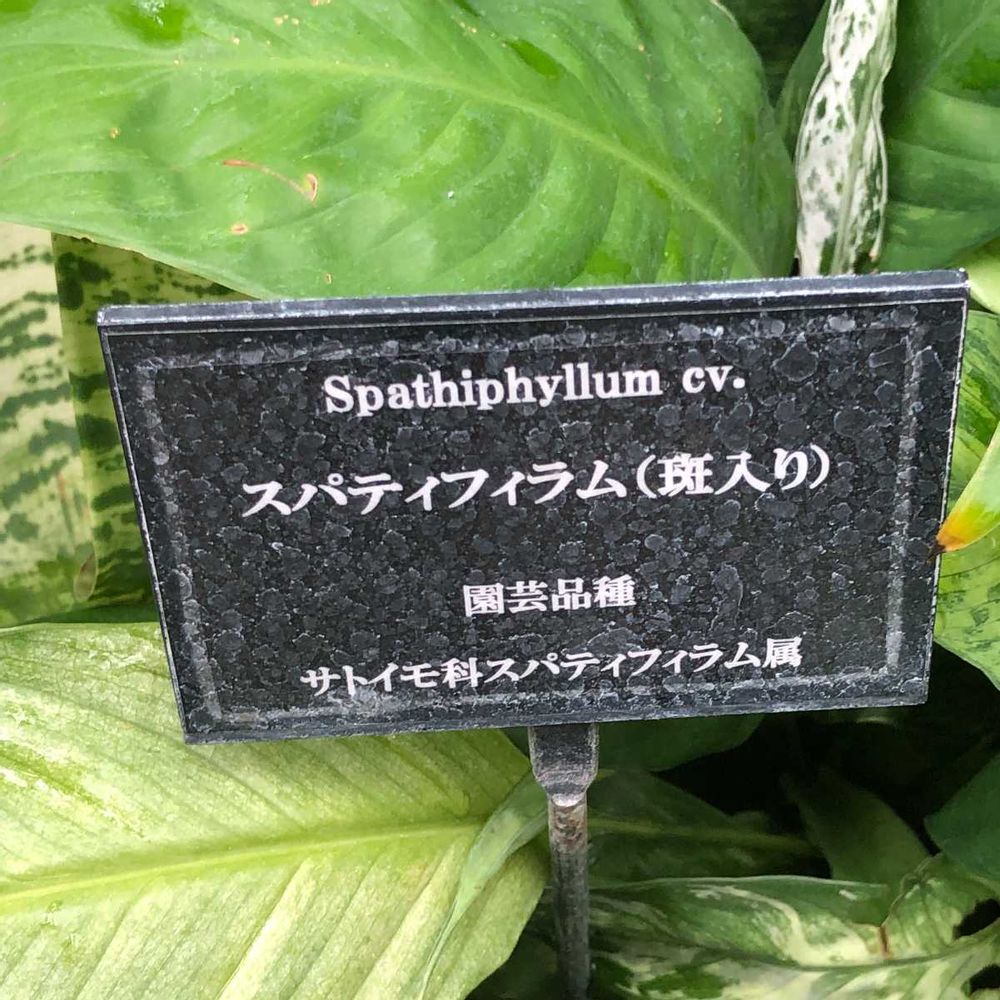 Spathiphyllum cv.
スパティフィラム(斑入り)
園芸品種
サトイモ科スパティフィラム属